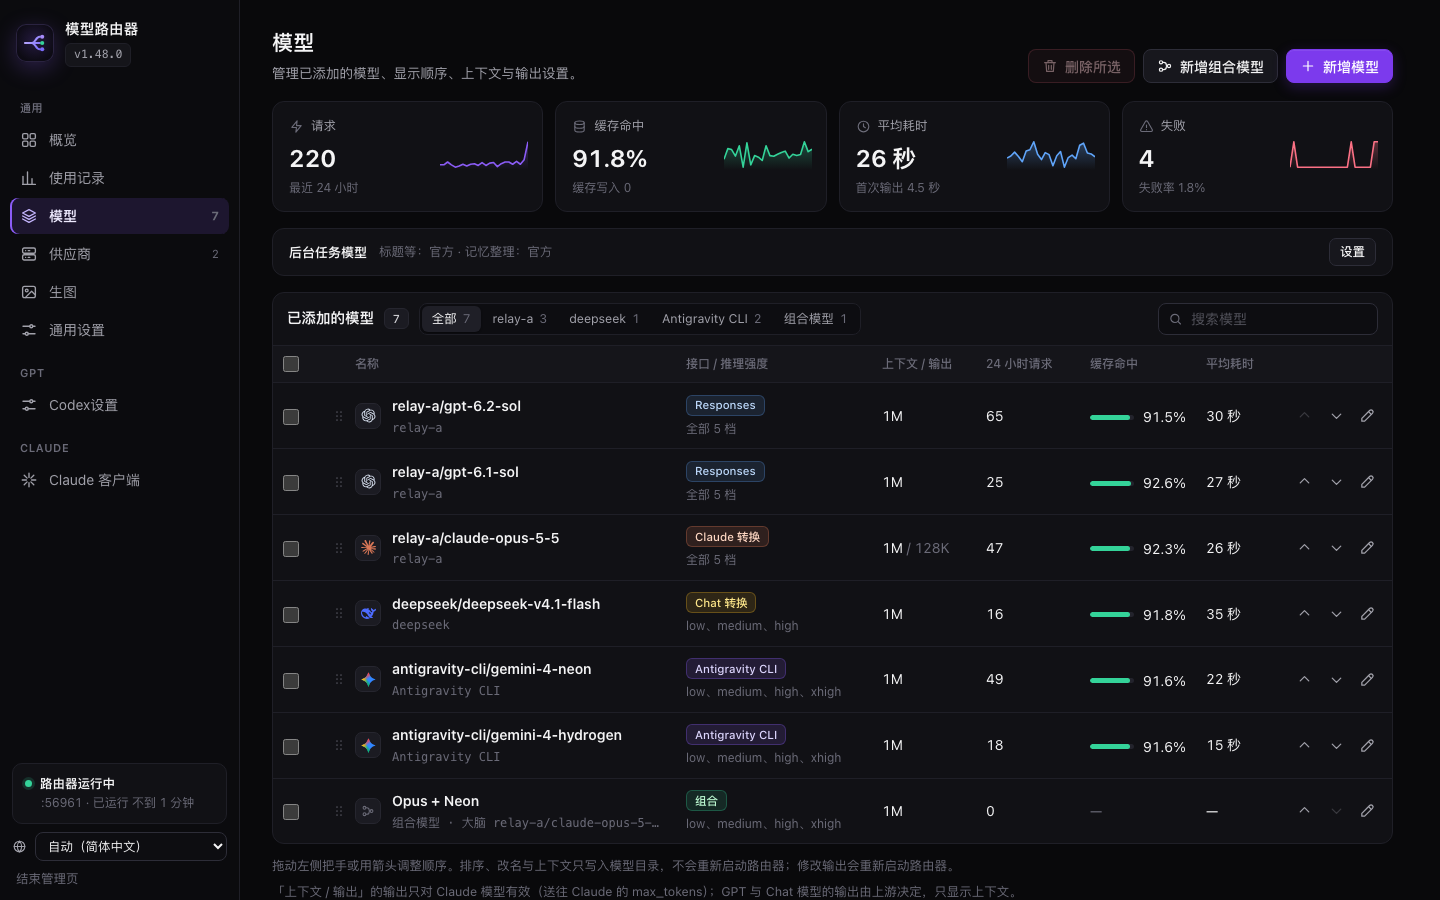 模型路由器
v1.48.0
通用
概览
使用记录
模型 7
供应商 2
生图
通用设置
GPT
Codex设置
CLAUDE
Claude 客户端
路由器运行中
:56961 · 已运行 不到 1 分钟
自动（简体中文）
结束管理页
模型
管理已添加的模型、显示顺序、上下文与输出设置。
删除所选
新增组合模型
新增模型
请求
220
最近 24 小时
缓存命中
91.8%
缓存写入 0
平均耗时
26 秒
首次输出 4.5 秒
失败
4
失败率 1.8%
后台任务模型 标题等：官方 · 记忆整理：官方 设置
已添加的模型 7 全部 7 relay-a 3 deepseek 1 Antigravity CLI 2 组合模型 1 搜索模型
名称 接口 / 推理强度 上下文 / 输出 24 小时请求 缓存命中 平均耗时
relay-a/gpt-6.2-sol Responses 1M 65 91.5% 30 秒
relay-a 全部 5 档
relay-a/gpt-6.1-sol Responses 1M 25 92.6% 27 秒
relay-a 全部 5 档
relay-a/claude-opus-5-5 Claude 转换 1M / 128K 47 92.3% 26 秒
relay-a 全部 5 档
deepseek/deepseek-v4.1-flash Chat 转换 1M 16 91.8% 35 秒
deepseek low、medium、high
antigravity-cli/gemini-4-neon Antigravity CLI 1M 49 91.6% 22 秒
Antigravity CLI low、medium、high、xhigh
antigravity-cli/gemini-4-hydrogen Antigravity CLI 1M 18 91.6% 15 秒
Antigravity CLI low、medium、high、xhigh
Opus + Neon 组合 1M 0 — —
组合模型 · 大脑 relay-a/claude-opus-5-… low、medium、high、xhigh
拖动左侧把手或用箭头调整顺序。排序、改名与上下文只写入模型目录，不会重新启动路由器；修改输出会重新启动路由器。
「上下文 / 输出」的输出只对 Claude 模型有效（送往 Claude 的 max_tokens）；GPT 与 Chat 模型的输出由上游决定，只显示上下文。